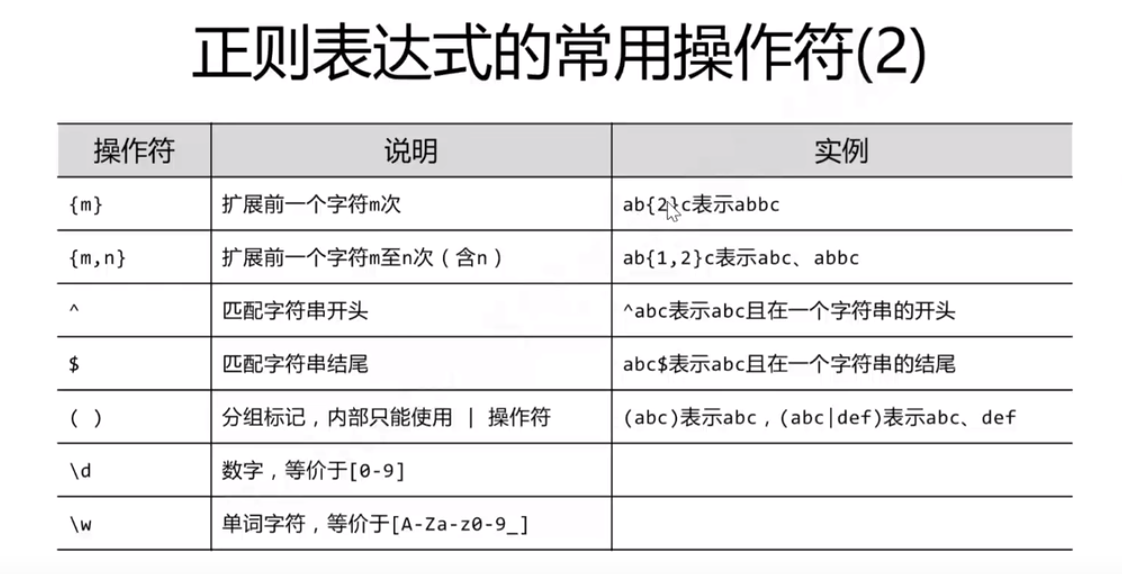 正则表达式的常用操作符(2)
操作符 说明 实例
{m} 扩展前一个字符m次 ab{2}c表示abbc
{m,n} 扩展前一个字符m至n次（含n） ab{1,2}c表示abc、abbc
^ 匹配字符串开头 ^abc表示abc且在一个字符串的开头
$ 匹配字符串结尾 abc$表示abc且在一个字符串的结尾
( ) 分组标记，内部只能使用 | 操作符 (abc)表示abc，(abc|def)表示abc、def
\d 数字，等价于[0-9]
\w 单词字符，等价于[A-Za-z0-9_]